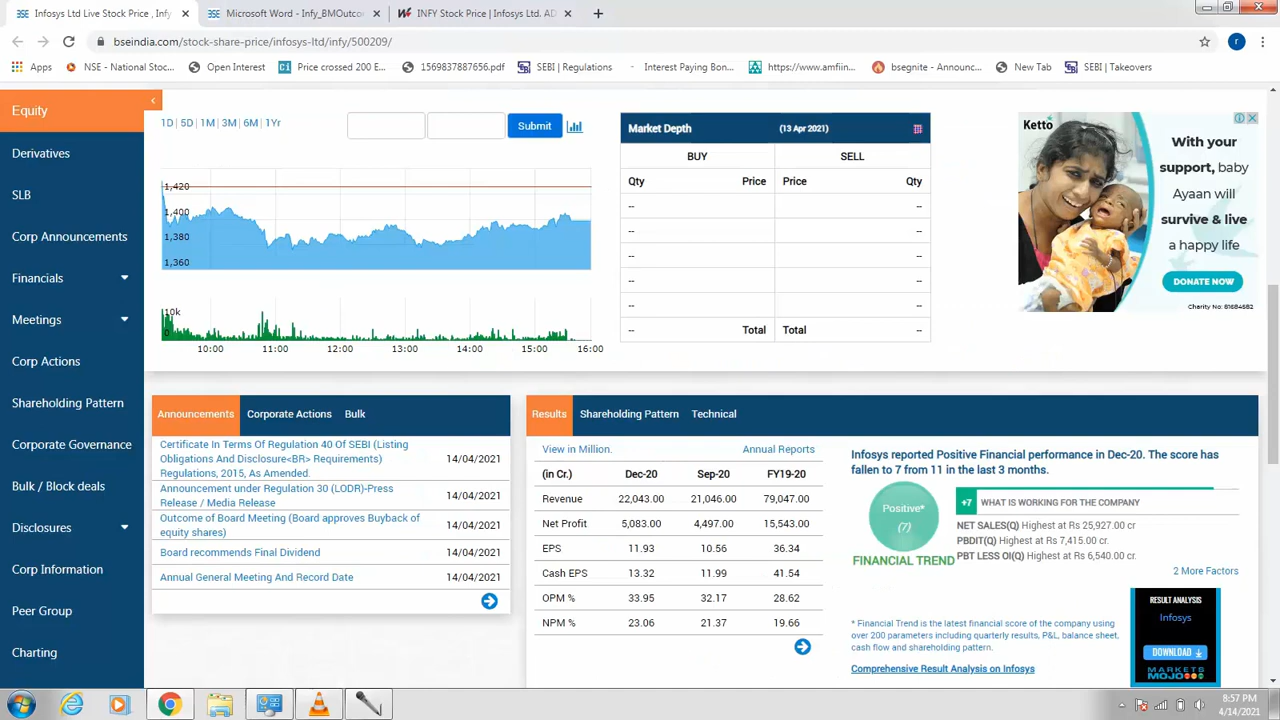 Infosys Ltd Live Stock Price , Infy
Microsoft Word - Infy_BMOutco
INFY Stock Price | Infosys Ltd. AD
bseindia.com/stock-share-price/infosys-ltd/infy/500209/
r
Apps
NSE - National Stoc...
Open Interest
Price crossed 200 E...
1569837887656.pdf
SEBI | Regulations
Interest Paying Bon...
https://www.amfiin...
bsegnite - Announc...
New Tab
SEBI | Takeovers
Equity
Derivatives
SLB
Corp Announcements
Financials
Meetings
Corp Actions
Shareholding Pattern
Corporate Governance
Bulk / Block deals
Disclosures
Corp Information
Peer Group
Charting
1D | 5D | 1M | 3M | 6M | 1Yr
Submit
1,420
1,400
1,380
1,360
10k
0
10:00 11:00 12:00 13:00 14:00 15:00 16:00
Market Depth (13 Apr 2021)
BUY SELL
Qty Price Price Qty
-- --
-- --
-- --
-- --
-- --
-- Total Total --
Ketto
With your
support, baby
Ayaan will
survive & live
a happy life
DONATE NOW
Charity No: 81684582
Announcements Corporate Actions Bulk
Certificate In Terms Of Regulation 40 Of SEBI (Listing
Obligations And Disclosure<BR> Requirements) 14/04/2021
Regulations, 2015, As Amended.
Announcement under Regulation 30 (LODR)-Press 14/04/2021
Release / Media Release
Outcome of Board Meeting (Board approves Buyback of 14/04/2021
equity shares)
Board recommends Final Dividend 14/04/2021
Annual General Meeting And Record Date 14/04/2021
Results Shareholding Pattern Technical
View in Million. Annual Reports
(in Cr.) Dec-20 Sep-20 FY19-20
Revenue 22,043.00 21,046.00 79,047.00
Net Profit 5,083.00 4,497.00 15,543.00
EPS 11.93 10.56 36.34
Cash EPS 13.32 11.99 41.54
OPM % 33.95 32.17 28.62
NPM % 23.06 21.37 19.66
Infosys reported Positive Financial performance in Dec-20. The score has
fallen to 7 from 11 in the last 3 months.
Positive*
(7)
FINANCIAL TREND
+7 WHAT IS WORKING FOR THE COMPANY
NET SALES(Q) Highest at Rs 25,927.00 cr
PBDIT(Q) Highest at Rs 7,415.00 cr.
PBT LESS OI(Q) Highest at Rs 6,540.00 cr.
2 More Factors
* Financial Trend is the latest financial score of the company using
over 200 parameters including quarterly results, P&L, balance sheet,
cash flow and shareholding pattern.
Comprehensive Result Analysis on Infosys
RESULT ANALYSIS
Infosys
DOWNLOAD
MARKETS
MOJO
8:57 PM
4/14/2021